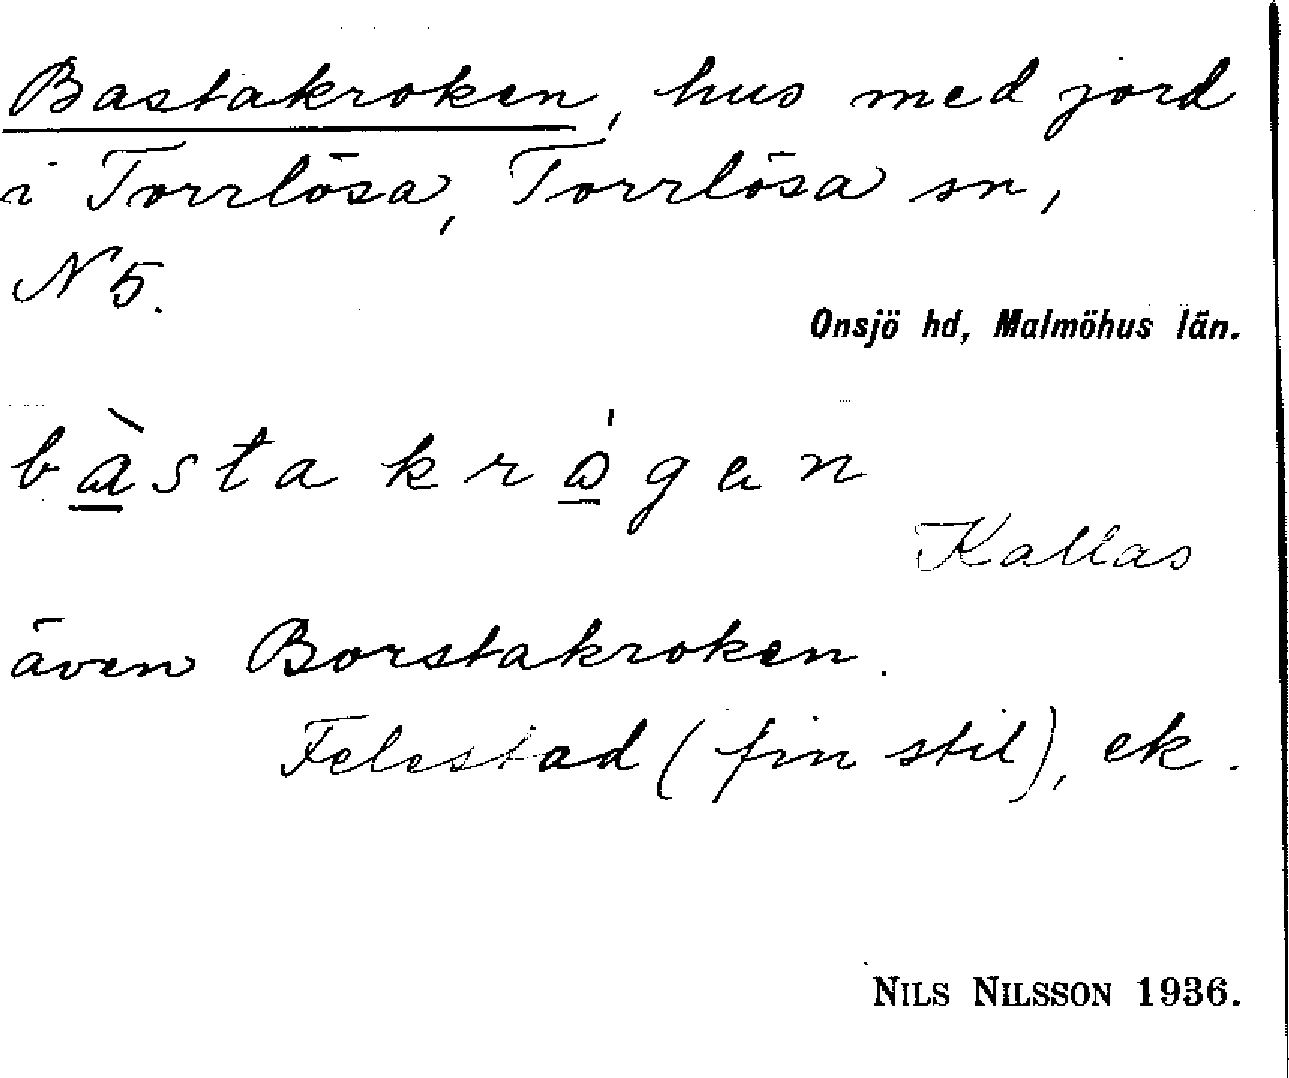 Bastakroken, hus med jord
i Torrlösa, Torrlösa sn,
N 5.
Onsjö hd, Malmöhus län.
bàstakrógen
Kallas
även Borstakroken.
Felestad (fin stil), ek.
NILS NILSSON 1936.